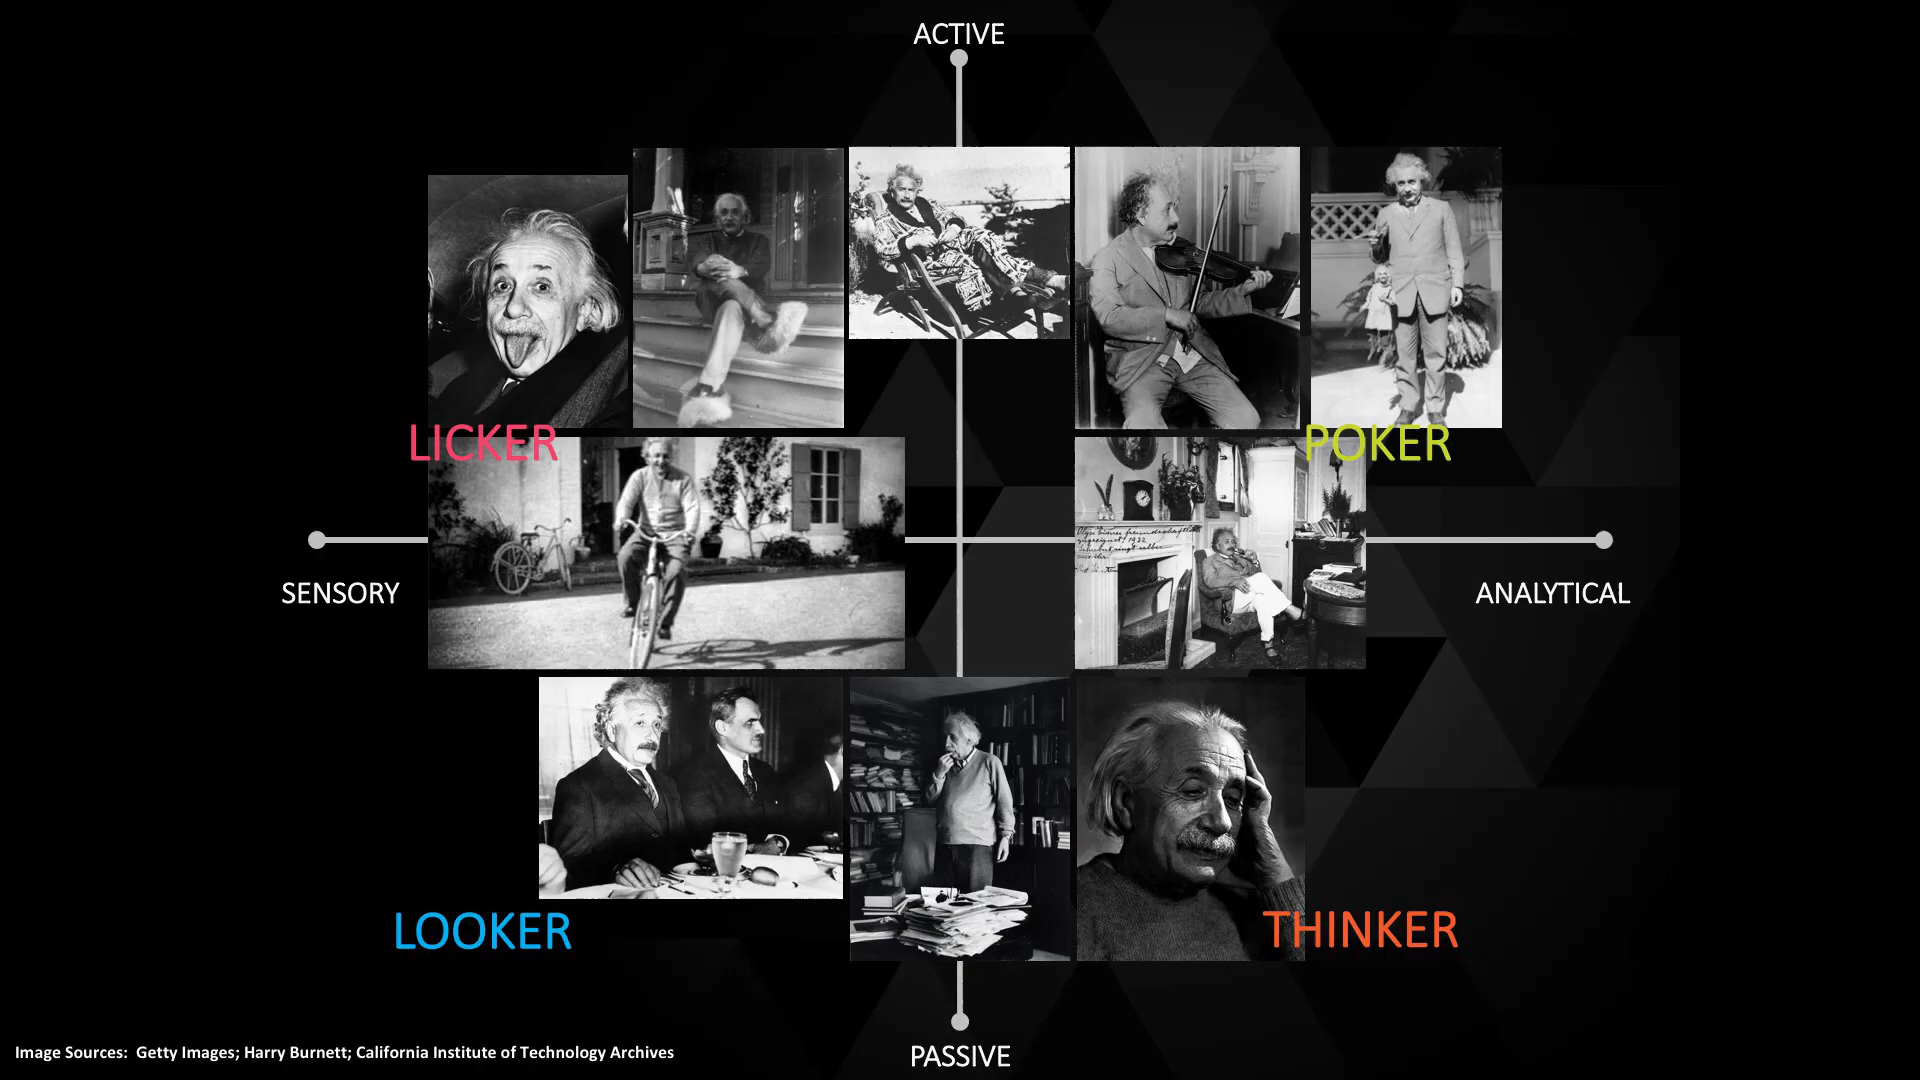 ACTIVE
LICKER
POKER
SENSORY
ANALYTICAL
LOOKER
THINKER
Image Sources:  Getty Images; Harry Burnett; California Institute of Technology Archives
PASSIVE